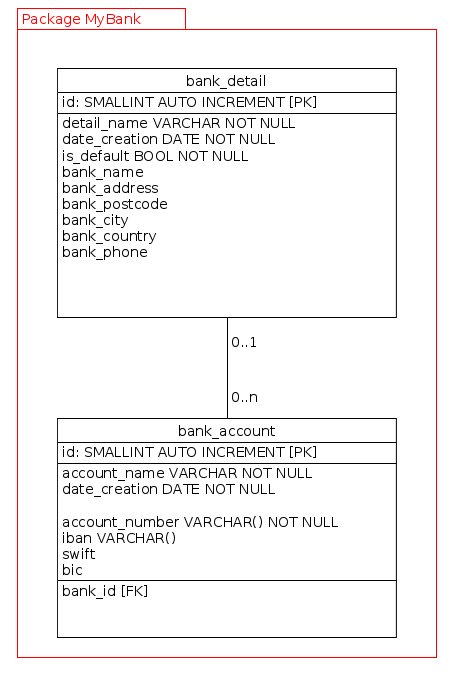 Package MyBank
bank_detail
id: SMALLINT AUTO INCREMENT [PK]
detail_name VARCHAR NOT NULL
date_creation DATE NOT NULL
is_default BOOL NOT NULL
bank_name
bank_address
bank_postcode
bank_city
bank_country
bank_phone
0..1
0..n
bank_account
id: SMALLINT AUTO INCREMENT [PK]
account_name VARCHAR NOT NULL
date_creation DATE NOT NULL
account_number VARCHAR() NOT NULL
iban VARCHAR()
swift
bic
bank_id [FK]